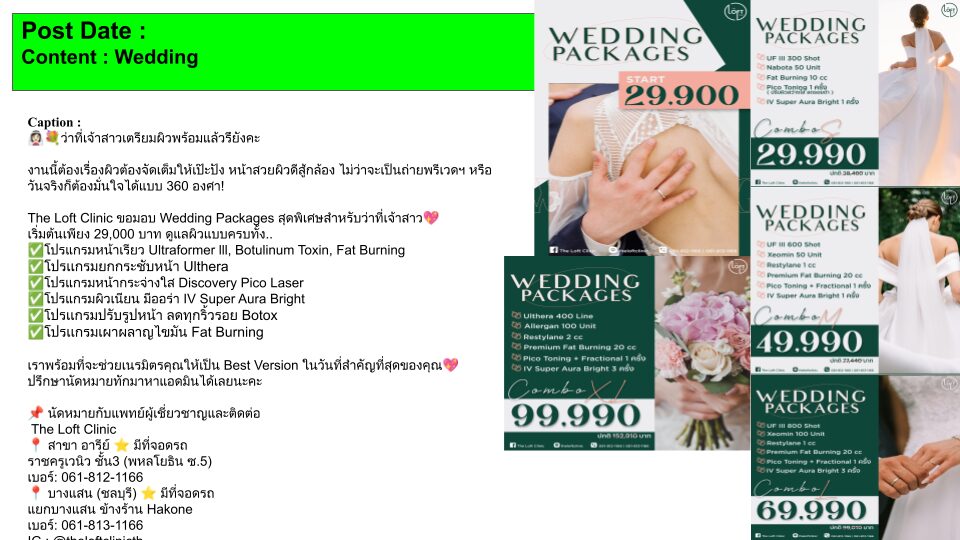 Post Date :
Content : Wedding
Caption :
👰🏻💐ว่าที่เจ้าสาวเตรียมผิวพร้อมแล้วรึยังคะ
งานนี้ต้องเรื่องผิวต้องจัดเต็มให้เป๊ะปัง หน้าสวยผิวดีสู้กล้อง ไม่ว่าจะเป็นถ่ายพรีเวดฯ หรือ
วันจริงก็ต้องมั่นใจได้แบบ 360 องศา!
The Loft Clinic ขอมอบ Wedding Packages สุดพิเศษสำหรับว่าที่เจ้าสาว💖
เริ่มต้นเพียง 29,000 บาท ดูแลผิวแบบครบทั้ง..
✅โปรแกรมหน้าเรียว Ultraformer lll, Botulinum Toxin, Fat Burning
✅โปรแกรมยกกระชับหน้า Ulthera
✅โปรแกรมหน้ากระจ่างใส Discovery Pico Laser
✅โปรแกรมผิวเนียน มีออร่า IV Super Aura Bright
✅โปรแกรมปรับรูปหน้า ลดทุกริ้วรอย Botox
✅โปรแกรมเผาผลาญไขมัน Fat Burning
เราพร้อมที่จะช่วยเนรมิตรคุณให้เป็น Best Version ในวันที่สำคัญที่สุดของคุณ💖
ปรึกษานัดหมายทักมาหาแอดมินได้เลยนะคะ
📌 นัดหมายกับแพทย์ผู้เชี่ยวชาญและติดต่อ
The Loft Clinic
📍 สาขา อารีย์ ⭐ มีที่จอดรถ
ราชครูเวนิว ชั้น3 (พหลโยธิน ซ.5)
เบอร์: 061-812-1166
📍 บางแสน (ชลบุรี) ⭐ มีที่จอดรถ
แยกบางแสน ข้างร้าน Hakone
เบอร์: 061-813-1166
IG : @theloftclinicth
LOFT
WEDDING
PACKAGES
START
29.900
The Loft Clinic
theloftclinic
WEDDING
PACKAGES
UF III 300 Shot
Nabota 50 Unit
Fat Burning 10 cc
Pico Toning 1 ครั้ง
IV Super Aura Bright 1 ครั้ง
Combo S
29.990
ปกติ 38,400 บาท
The Loft Clinic
WEDDING
PACKAGES
UF III 600 Shot
Xeomin 50 Unit
Restylane 1 cc
Premium Fat Burning 20 cc
Pico Toning + Fractional 1 ครั้ง
IV Super Aura Bright 1 ครั้ง
Combo M
49.990
The Loft Clinic
LOFT
WEDDING
PACKAGES
Ulthera 400 Line
Allergan 100 Unit
Restylane 2 cc
Premium Fat Burning 20 cc
Pico Toning + Fractional 1 ครั้ง
IV Super Aura Bright 3 ครั้ง
Combo XL
99.990
The Loft Clinic
WEDDING
PACKAGES
UF III 800 Shot
Xeomin 100 Unit
Restylane 1 cc
Premium Fat Burning 20 cc
Pico Toning + Fractional 1 ครั้ง
IV Super Aura Bright 3 ครั้ง
Combo L
69.990
The Loft Clinic